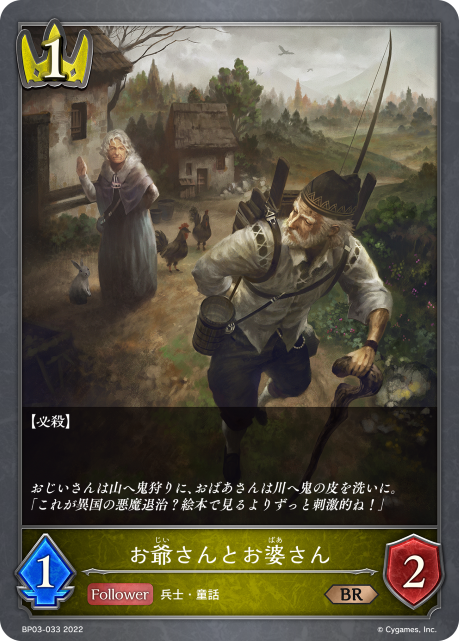 1
【必殺】
おじいさんは山へ鬼狩りに、おばあさんは川へ鬼の皮を洗いに。
「これが異国の悪魔退治？絵本で見るよりずっと刺激的ね！」
じい ばあ
お爺さんとお婆さん
1
2
Follower 兵士・童話 BR
BP03-033 2022 © Cygames, Inc.